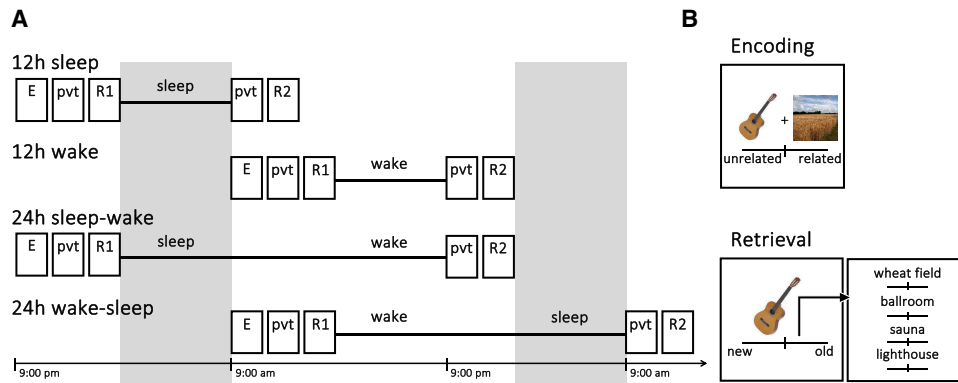 A
12h sleep
E pvt R1 sleep pvt R2
12h wake
E pvt R1 wake pvt R2
24h sleep-wake
E pvt R1 sleep wake pvt R2
24h wake-sleep
E pvt R1 wake sleep pvt R2
9:00 pm 9:00 am 9:00 pm 9:00 am
B
Encoding
+
unrelated related
Retrieval
new old
wheat field
ballroom
sauna
lighthouse